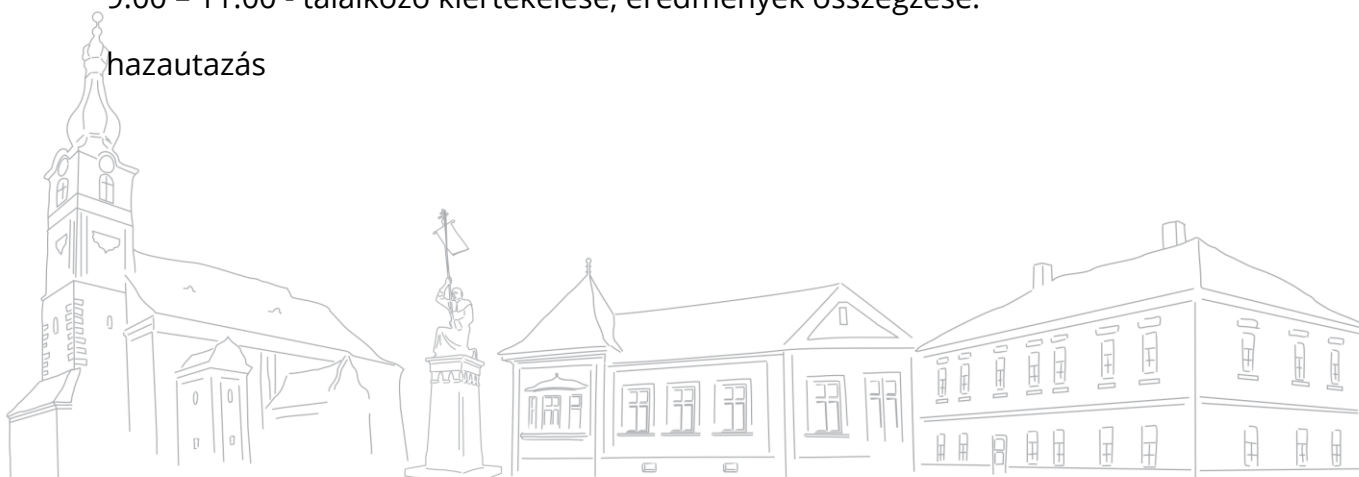 9:00 – 11:00 - találkozó kiértékelése, eredmények összegzése.
hazautazás